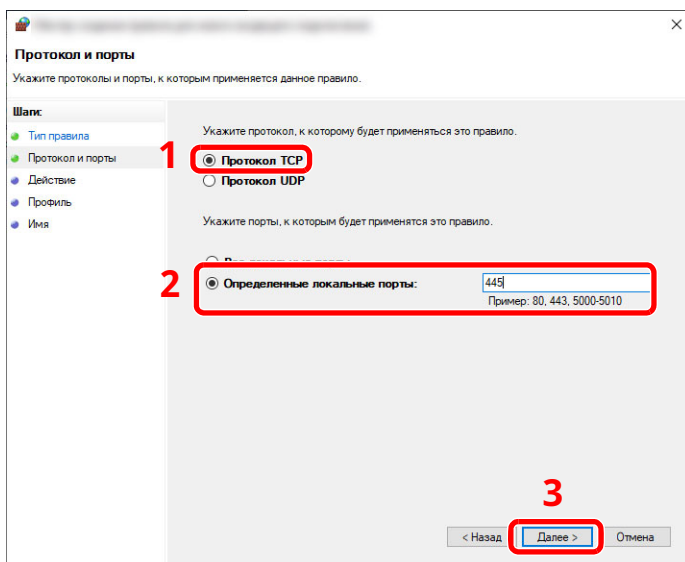 Протокол и порты
Укажите протоколы и порты, к которым применяется данное правило.
Шаги:
Тип правила
Протокол и порты
Действие
Профиль
Имя
Укажите протокол, к которому будет применяться это правило.
1
Протокол TCP
Протокол UDP
Укажите порты, к которым будет применятся это правило.
2
Определенные локальные порты:
445
Пример: 80, 443, 5000-5010
3
< Назад
Далее >
Отмена